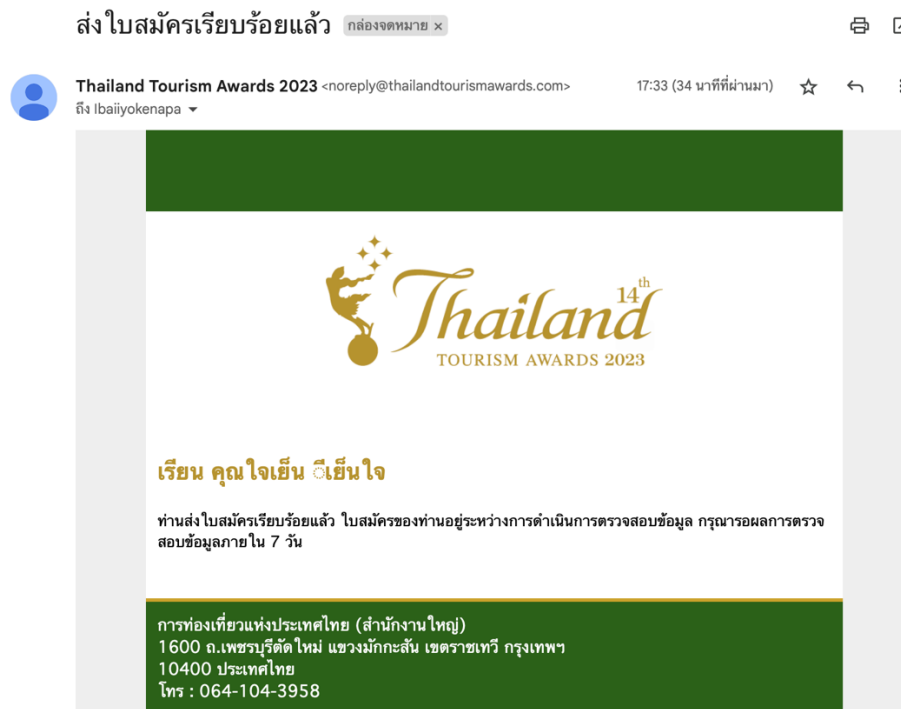 ส่งใบสมัครเรียบร้อยแล้ว กล่องจดหมาย ×
Thailand Tourism Awards 2023 <noreply@thailandtourismawards.com> 17:33 (34 นาทีที่ผ่านมา)
ถึง Ibaiiyokenapa
14th
Thailand
TOURISM AWARDS 2023
เรียน คุณใจเย็น ีเย็นใจ
ท่านส่งใบสมัครเรียบร้อยแล้ว ใบสมัครของท่านอยู่ระหว่างการดำเนินการตรวจสอบข้อมูล กรุณารอผลการตรวจ
สอบข้อมูลภายใน 7 วัน
การท่องเที่ยวแห่งประเทศไทย (สำนักงานใหญ่)
1600 ถ.เพชรบุรีตัดใหม่ แขวงมักกะสัน เขตราชเทวี กรุงเทพฯ
10400 ประเทศไทย
โทร : 064-104-3958